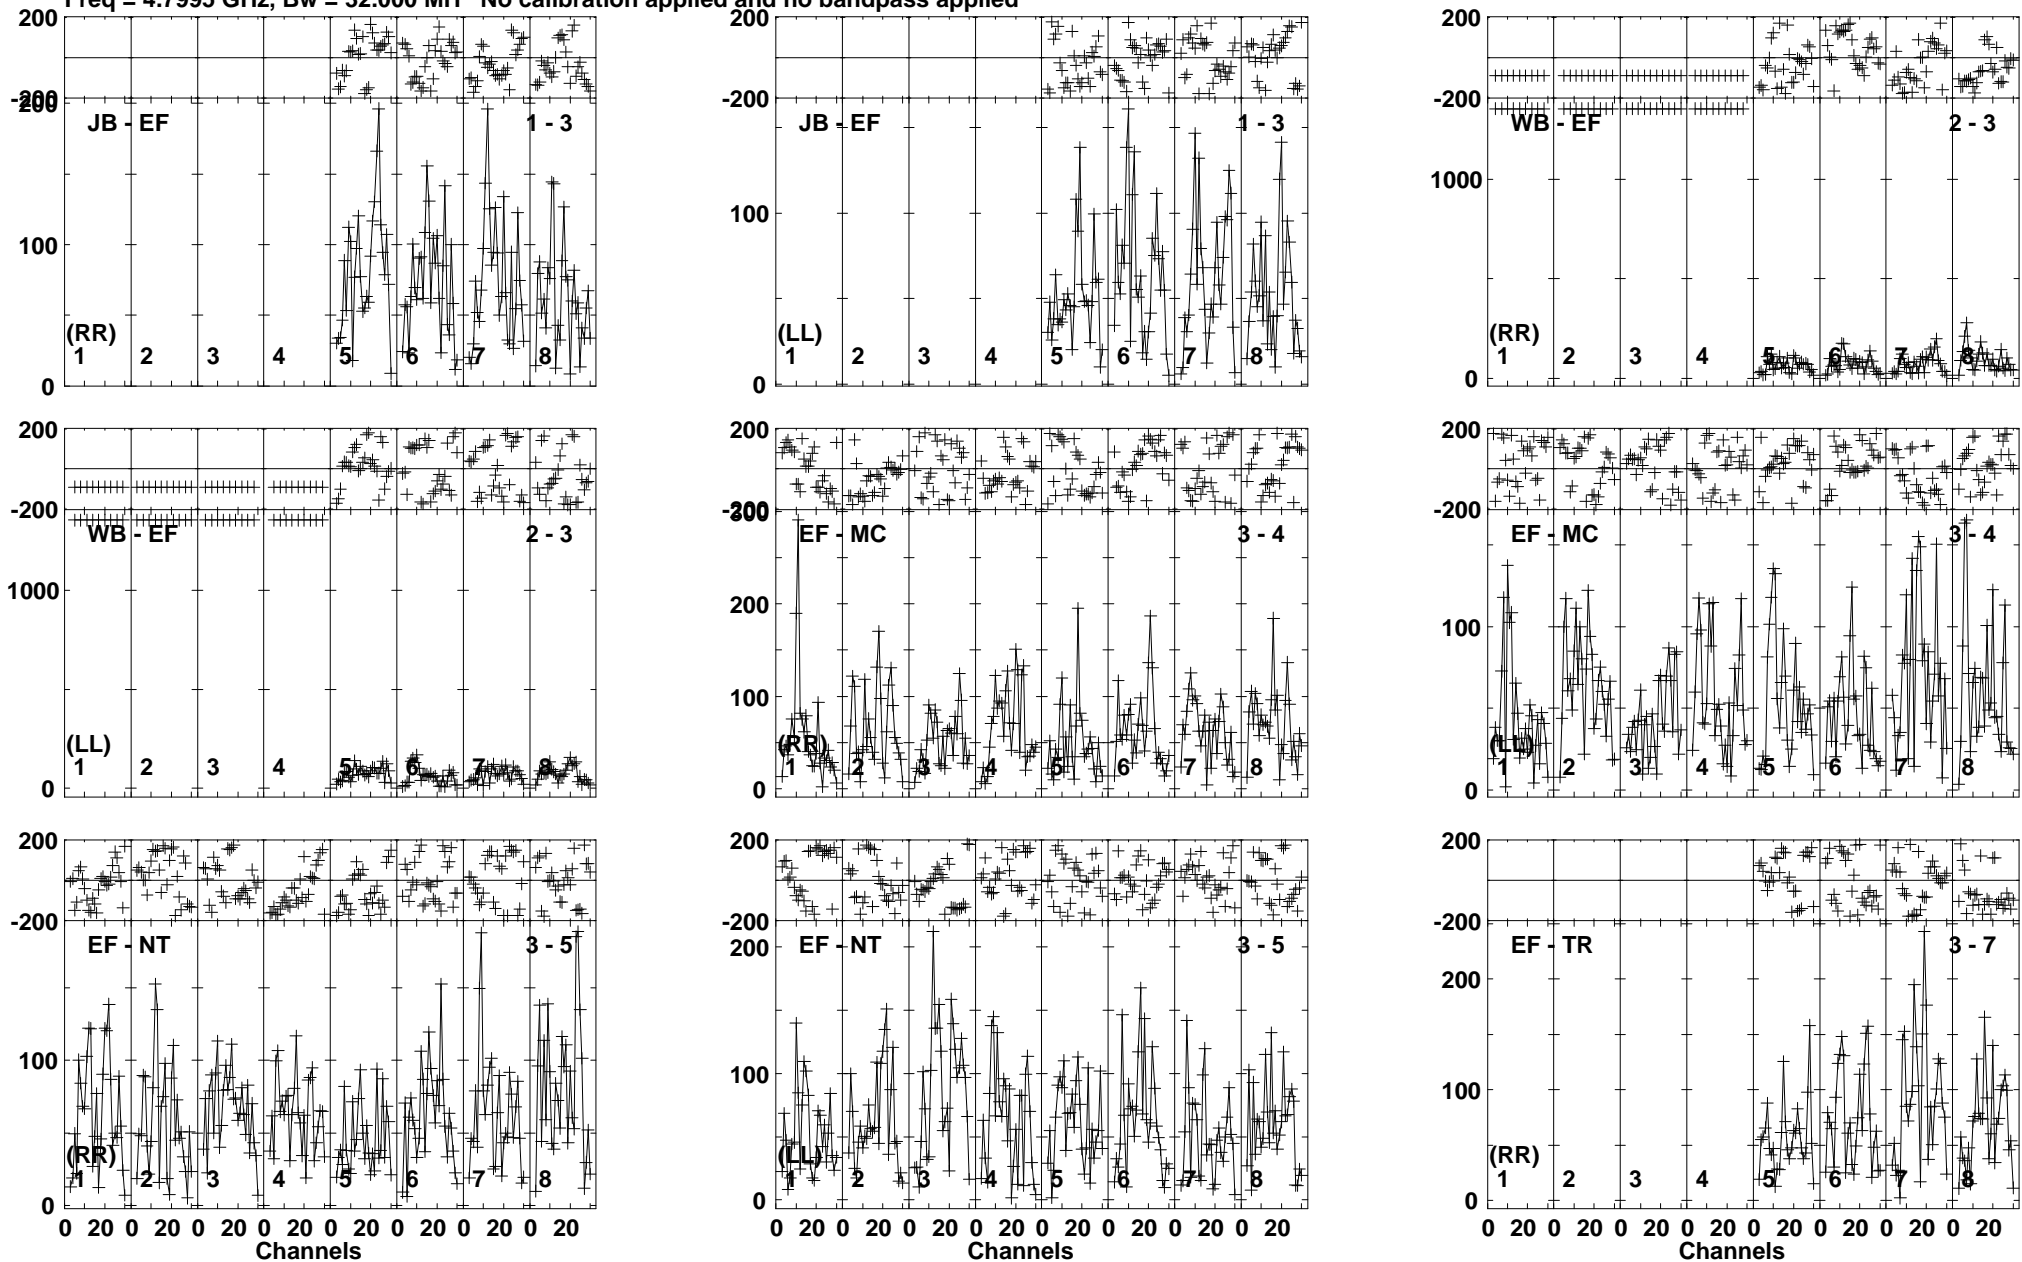 Freq = 4.7995 GHz, Bw = 32.000 MH No calibration applied and no bandpass applied
200 200 200
-200 -200 -200
200
JB - EF 1 - 3 JB - EF 1 - 3 WB - EF 2 - 3
1000
100 100
(RR) (LL) (RR)
1 2 3 4 5 6 7 8 1 2 3 4 5 6 7 8 1 2 3 4 5 6 7 8
0 0 0
200 200 200
-200 -200 -200
300
WB - EF 2 - 3 EF - MC 3 - 4 EF - MC 3 - 4
1000 200
100 100
(LL) (RR) (LL)
1 2 3 4 5 6 7 8 1 2 3 4 5 6 7 8 1 2 3 4 5 6 7 8
0 0 0
200 200 200
-200 -200 -200
EF - NT 3 - 5 EF - NT 3 - 5 EF - TR 3 - 7
200 200
100 100 100
(RR) (LL) (RR)
1 2 3 4 5 6 7 8 1 2 3 4 5 6 7 8 1 2 3 4 5 6 7 8
0 0 0
0 20 0 20 0 20 0 20 0 20 0 20 0 20 0 20 0 20 0 20 0 20 0 20 0 20 0 20 0 20 0 20 0 20 0 20 0 20 0 20 0 20 0 20 0 20 0 20
Channels Channels Channels